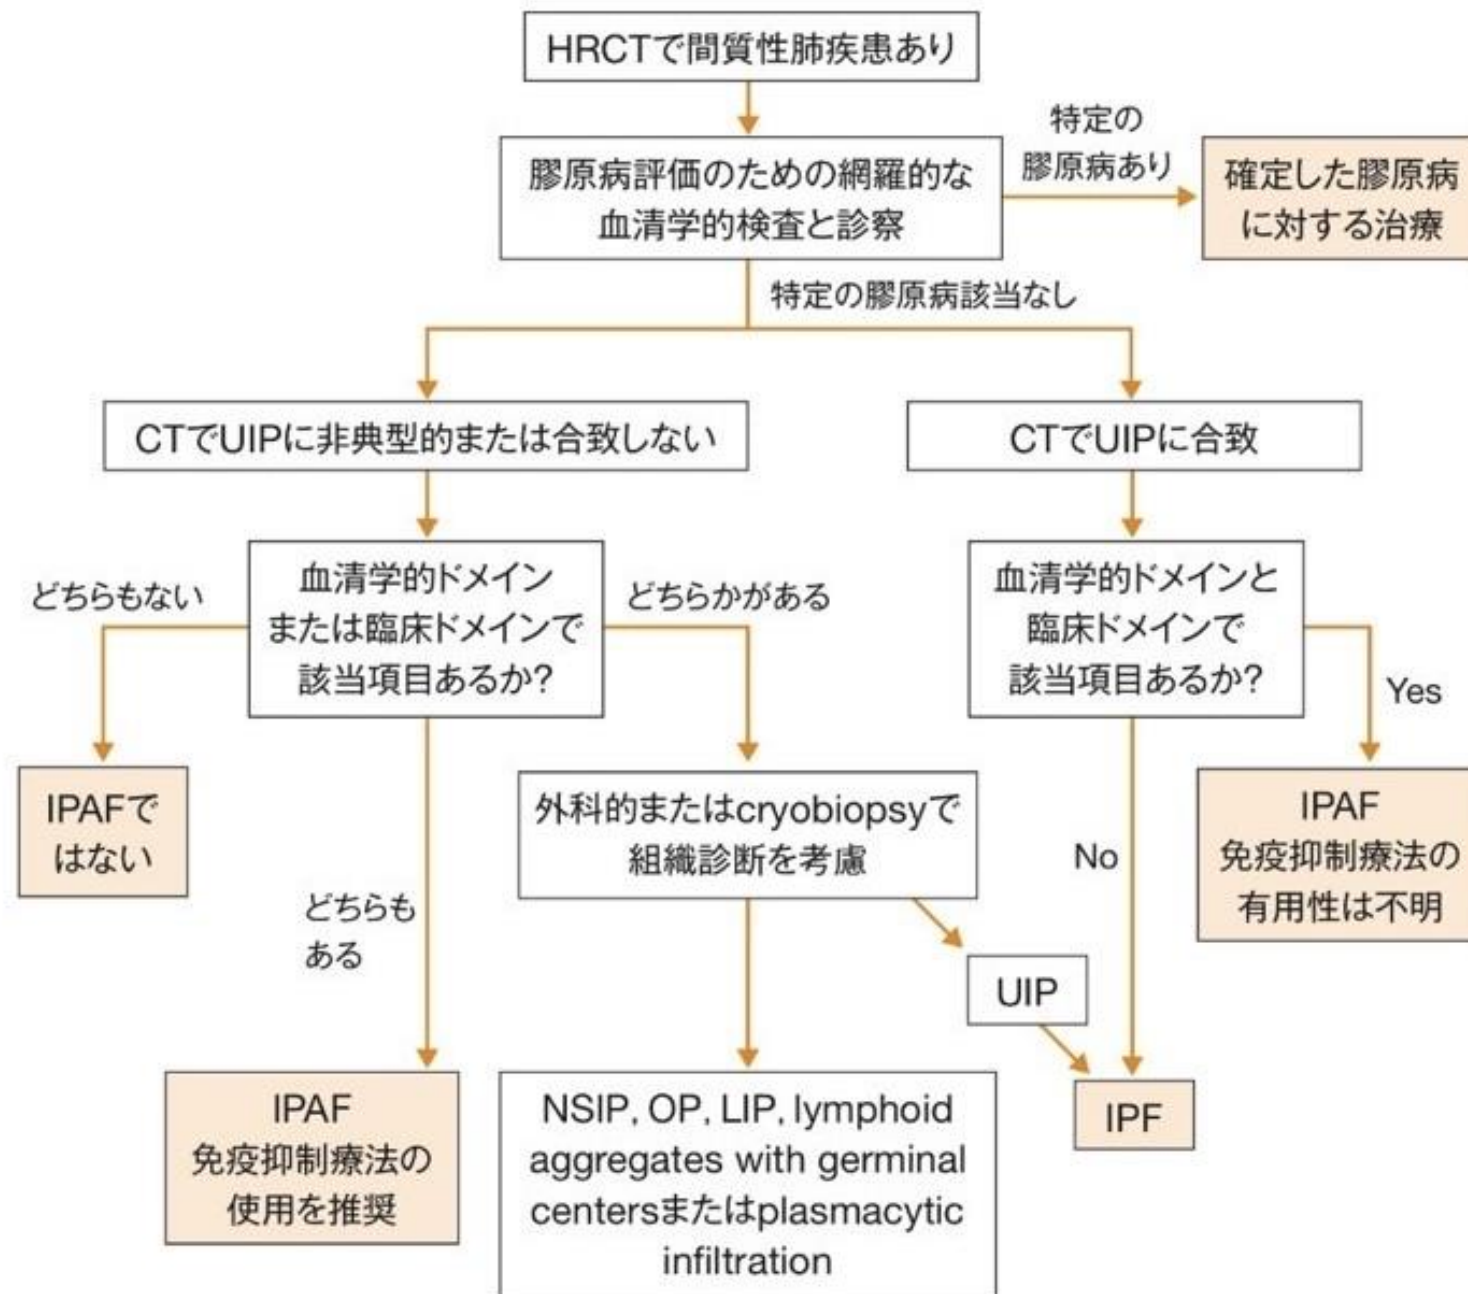 HRCTで間質性肺疾患あり
膠原病評価のための網羅的な
血清学的検査と診察
特定の
膠原病あり
確定した膠原病
に対する治療
特定の膠原病該当なし
CTでUIPに非典型的または合致しない
CTでUIPに合致
どちらもない
血清学的ドメイン
または臨床ドメインで
該当項目あるか?
どちらかがある
血清学的ドメインと
臨床ドメインで
該当項目あるか?
Yes
IPAFで
はない
どちらも
ある
外科的またはcryobiopsyで
組織診断を考慮
No
IPAF
免疫抑制療法の
有用性は不明
UIP
IPAF
免疫抑制療法の
使用を推奨
NSIP, OP, LIP, lymphoid
aggregates with germinal
centersまたはplasmacytic
infiltration
IPF